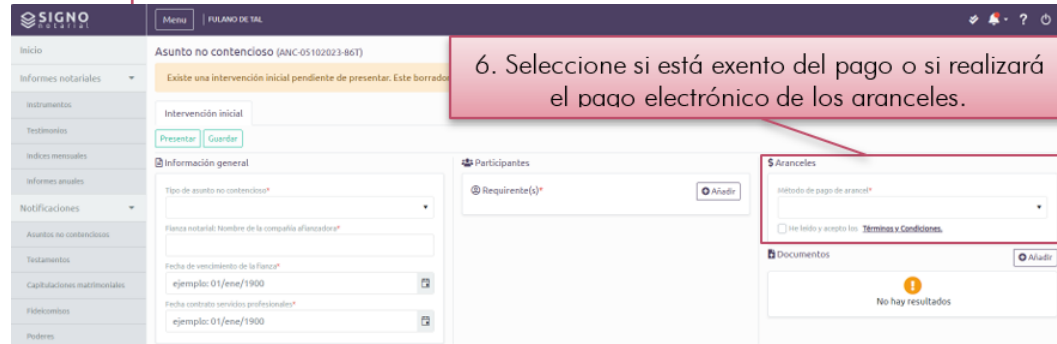 SIGNO
notarial
Menu
FULANO DE TAL
Inicio
Informes notariales
Instrumentos
Testimonios
Índices mensuales
Informes anuales
Notificaciones
Asuntos no contenciosos
Testamentos
Capitulaciones matrimoniales
Fideicomisos
Poderes
Asunto no contencioso (ANC-05102023-86T)
Existe una intervención inicial pendiente de presentar. Este borrador
6. Seleccione si está exento del pago o si realizará
el pago electrónico de los aranceles.
Intervención inicial
Presentar
Guardar
Información general
Tipo de asunto no contencioso*
Fianza notarial: Nombre de la compañía afianzadora*
Fecha de vencimiento de la fianza*
ejemplo: 01/ene/1900
Fecha contrato servicios profesionales*
ejemplo: 01/ene/1900
Participantes
Requirente(s)*
Añadir
$ Aranceles
Método de pago de arancel*
He leído y acepto los Términos y Condiciones.
Documentos
Añadir
No hay resultados